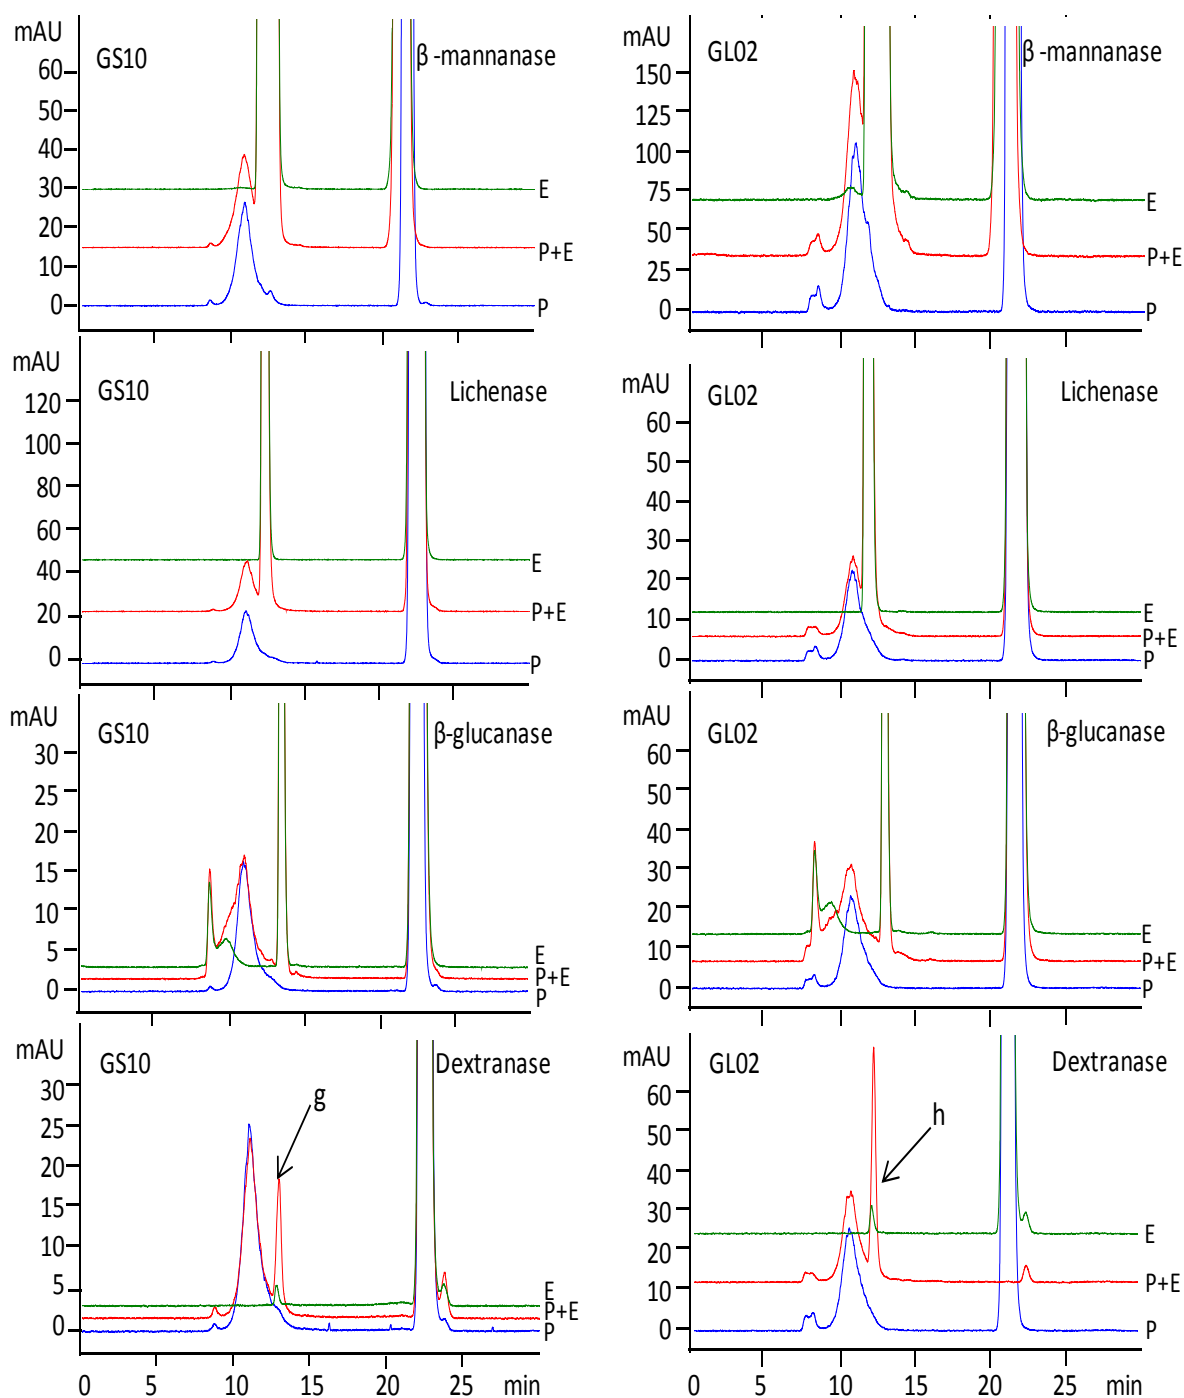 mAU
GS10
β -mannanase
60
50
40
30
20
10
0
E
P+E
P
mAU
GL02
β -mannanase
150
125
100
75
50
25
0
E
P+E
P
mAU
GS10
Lichenase
120
100
80
60
40
20
0
E
P+E
P
mAU
GL02
Lichenase
60
50
40
30
20
10
0
E
P+E
P
mAU
GS10
β-glucanase
30
25
20
15
10
5
0
E
P+E
P
mAU
GL02
β-glucanase
60
50
40
30
20
10
0
E
P+E
P
mAU
GS10
Dextranase
30
25
20
15
10
5
0
g
E
P+E
P
0 5 10 15 20 25 min
mAU
GL02
Dextranase
60
50
40
30
20
10
0
h
E
P+E
P
0 5 10 15 20 25 min